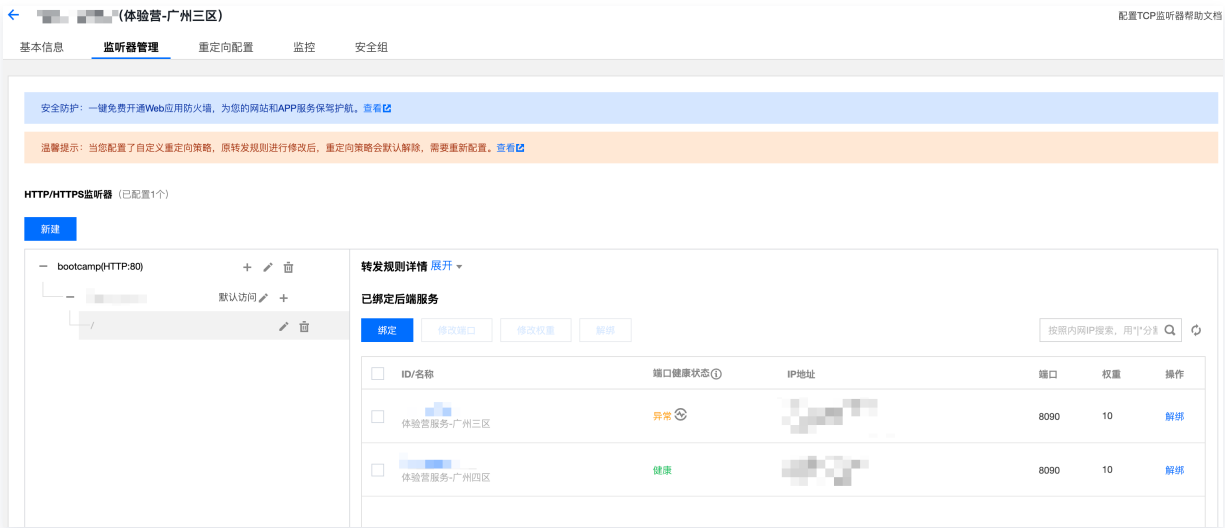 (体验营-广州三区)
配置TCP监听器帮助文档
基本信息 监听器管理 重定向配置 监控 安全组
安全防护：一键免费开通Web应用防火墙，为您的网站和APP服务保驾护航。查看
温馨提示：当您配置了自定义重定向策略，原转发规则进行修改后，重定向策略会默认解除，需要重新配置。查看
HTTP/HTTPS监听器（已配置1个）
新建
bootcamp(HTTP:80)
默认访问
/
转发规则详情 展开
已绑定后端服务
绑定 修改端口 修改权重 解绑
按照内网IP搜索，用"|"分
ID/名称 端口健康状态 IP地址 端口 权重 操作
异常 8090 10 解绑
体验营服务-广州三区
健康 8090 10 解绑
体验营服务-广州四区